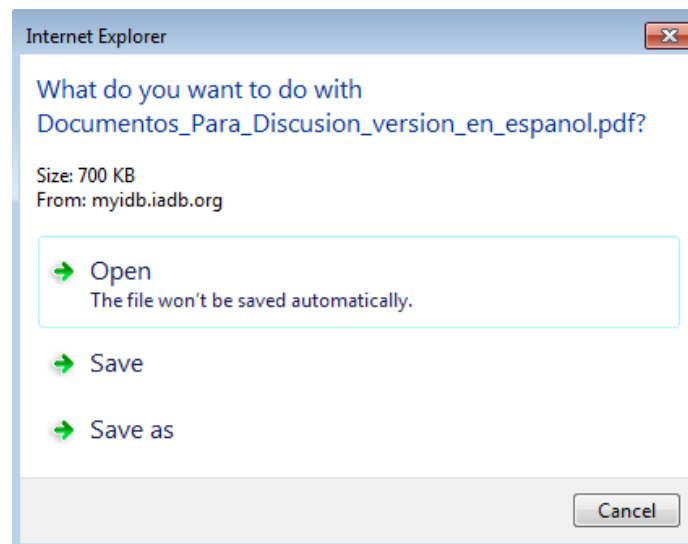 Internet Explorer
What do you want to do with
Documentos_Para_Discusion_version_en_espanol.pdf?
Size: 700 KB
From: myidb.iadb.org
Open
The file won't be saved automatically.
Save
Save as
Cancel